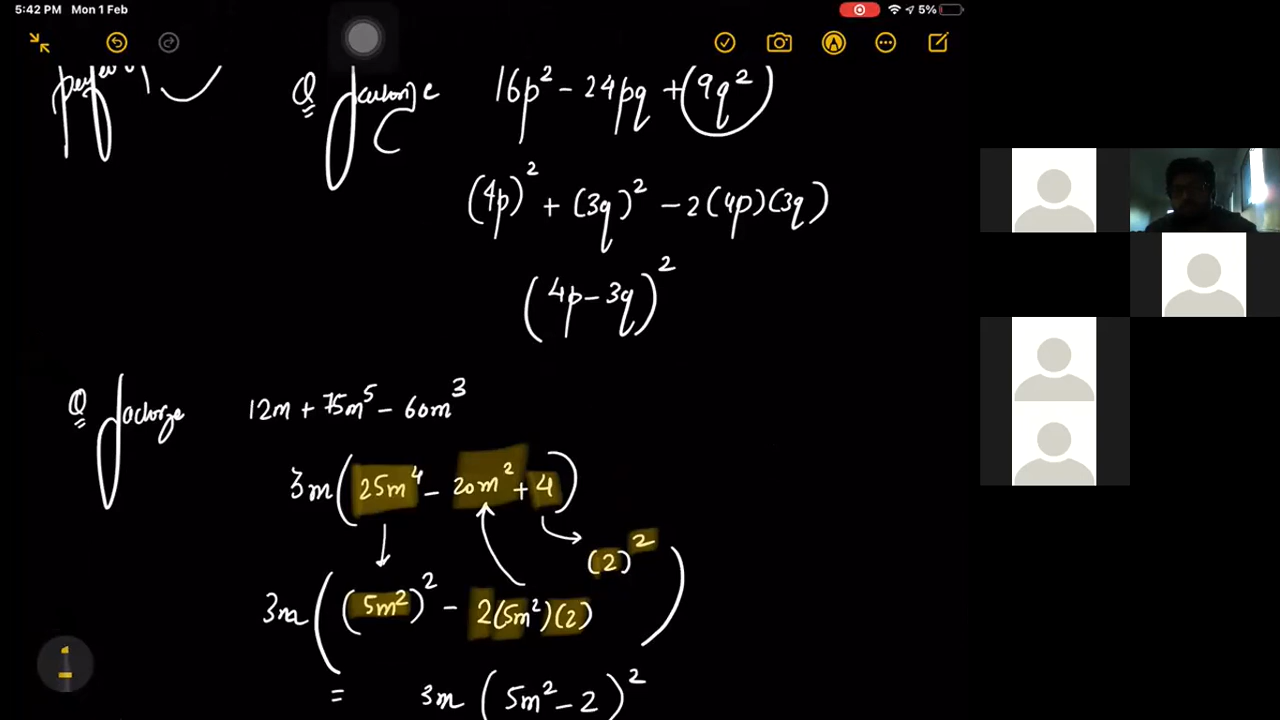 5:42 PM Mon 1 Feb
5%
Q factorize 16p² - 24pq + (9q²)
(4p)² + (3q)² - 2(4p)(3q)
(4p - 3q)²
Q factorize 12m + 75m⁵ - 60m³
3m(25m⁴ - 20m² + 4)
(2)²
3m((5m²)² - 2(5m²)(2) )
= 3m (5m² - 2)²